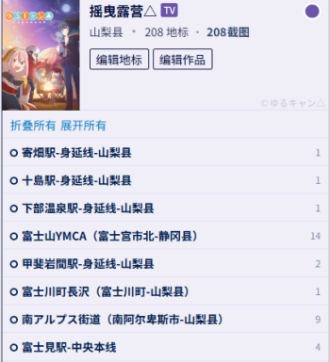 摇曳露营△ TV
山梨县 · 208 地标 · 208截图
编辑地标 编辑作品
©ゆるキャン△
折叠所有 展开所有
寄畑駅-身延线-山梨县 1
十島駅-身延线-山梨县 1
下部温泉駅-身延线-山梨县 1
富士山YMCA（富士宫市北-静冈县） 14
甲斐岩間駅-身延线-山梨县 2
富士川町長沢（富士川町-山梨县） 1
南アルプス街道（南阿尔卑斯市-山梨县） 9
富士見駅-中央本线 4